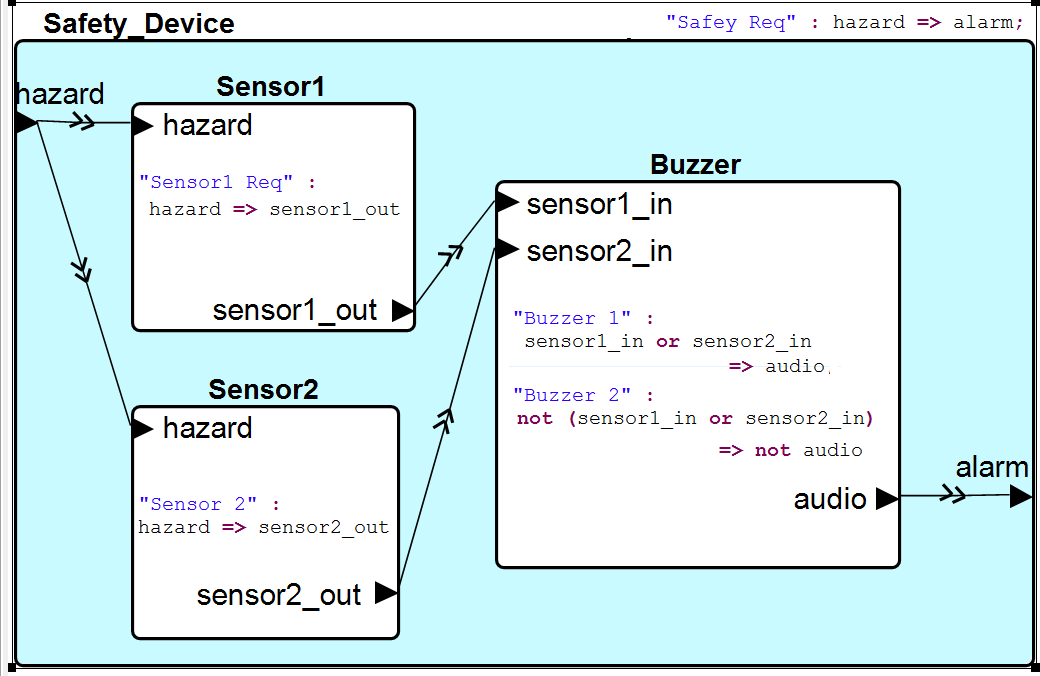 Safety_Device
"Safey Req" : hazard => alarm;
hazard
Sensor1
hazard
"Sensor1 Req" :
hazard => sensor1_out
sensor1_out
Sensor2
hazard
"Sensor 2" :
hazard => sensor2_out
sensor2_out
Buzzer
sensor1_in
sensor2_in
"Buzzer 1" :
sensor1_in or sensor2_in
=> audio;
"Buzzer 2" :
not (sensor1_in or sensor2_in)
=> not audio
audio
alarm